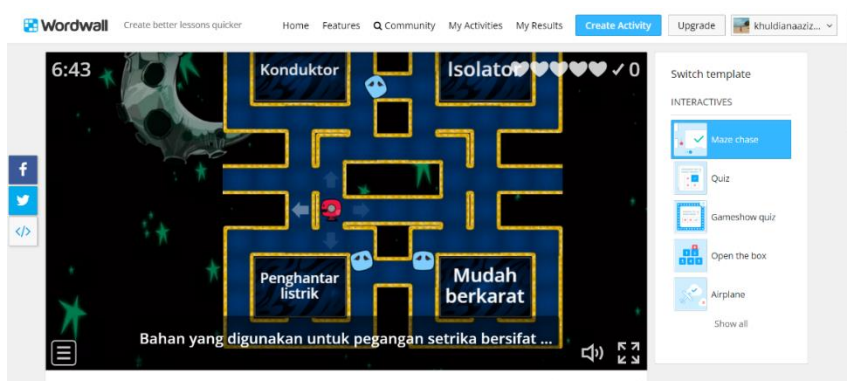 Wordwall
Create better lessons quicker
Home Features Community My Activities My Results Create Activity Upgrade khuldianaaziz...
6:43
Konduktor
Isolator
0
Penghantar
listrik
Mudah
berkarat
Bahan yang digunakan untuk pegangan setrika bersifat ...
Switch template
INTERACTIVES
Maze chase
Quiz
Gameshow quiz
Open the box
Airplane
Show all